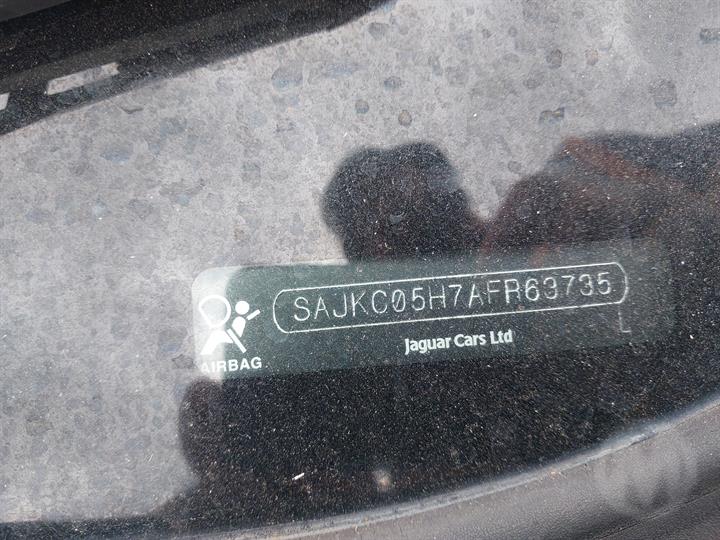 SAJKC05H7AFR63735
L
Jaguar Cars Ltd
AIRBAG